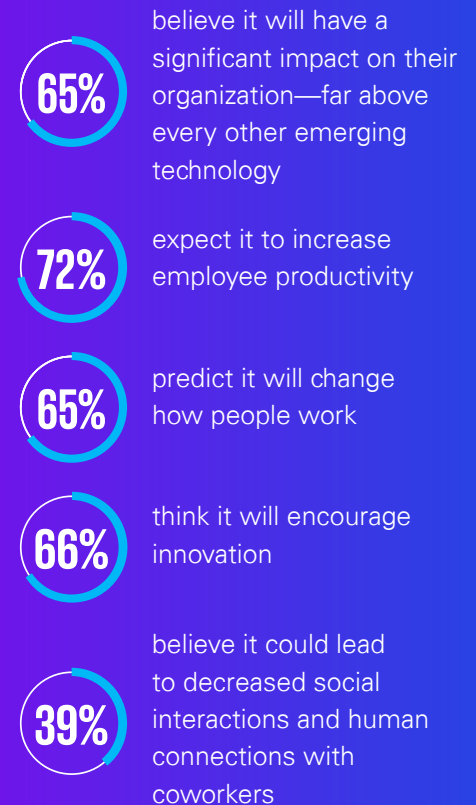 65%
believe it will have a
significant impact on their
organization—far above
every other emerging
technology
72%
expect it to increase
employee productivity
65%
predict it will change
how people work
66%
think it will encourage
innovation
39%
believe it could lead
to decreased social
interactions and human
connections with
coworkers